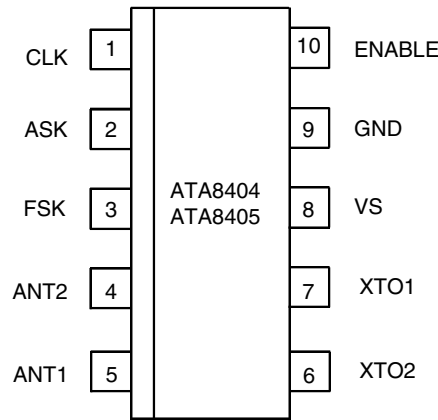 CLK 1 10 ENABLE
ASK 2 9 GND
ATA8404
ATA8405
FSK 3 8 VS
ANT2 4 7 XTO1
ANT1 5 6 XTO2